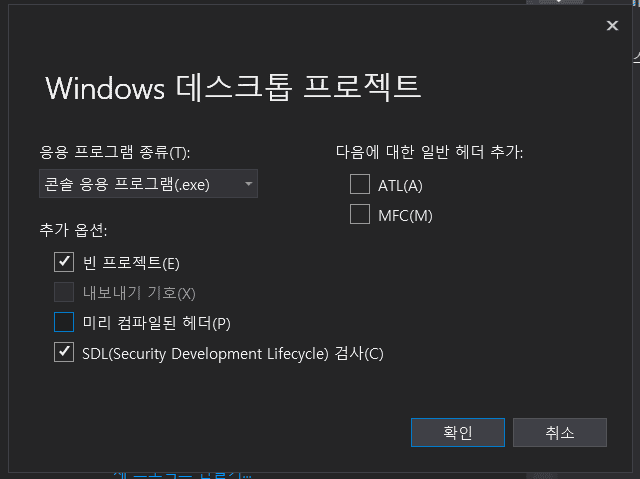 Windows 데스크톱 프로젝트
응용 프로그램 종류(T):
콘솔 응용 프로그램(.exe)
추가 옵션:
빈 프로젝트(E)
내보내기 기호(X)
미리 컴파일된 헤더(P)
SDL(Security Development Lifecycle) 검사(C)
다음에 대한 일반 헤더 추가:
ATL(A)
MFC(M)
확인
취소